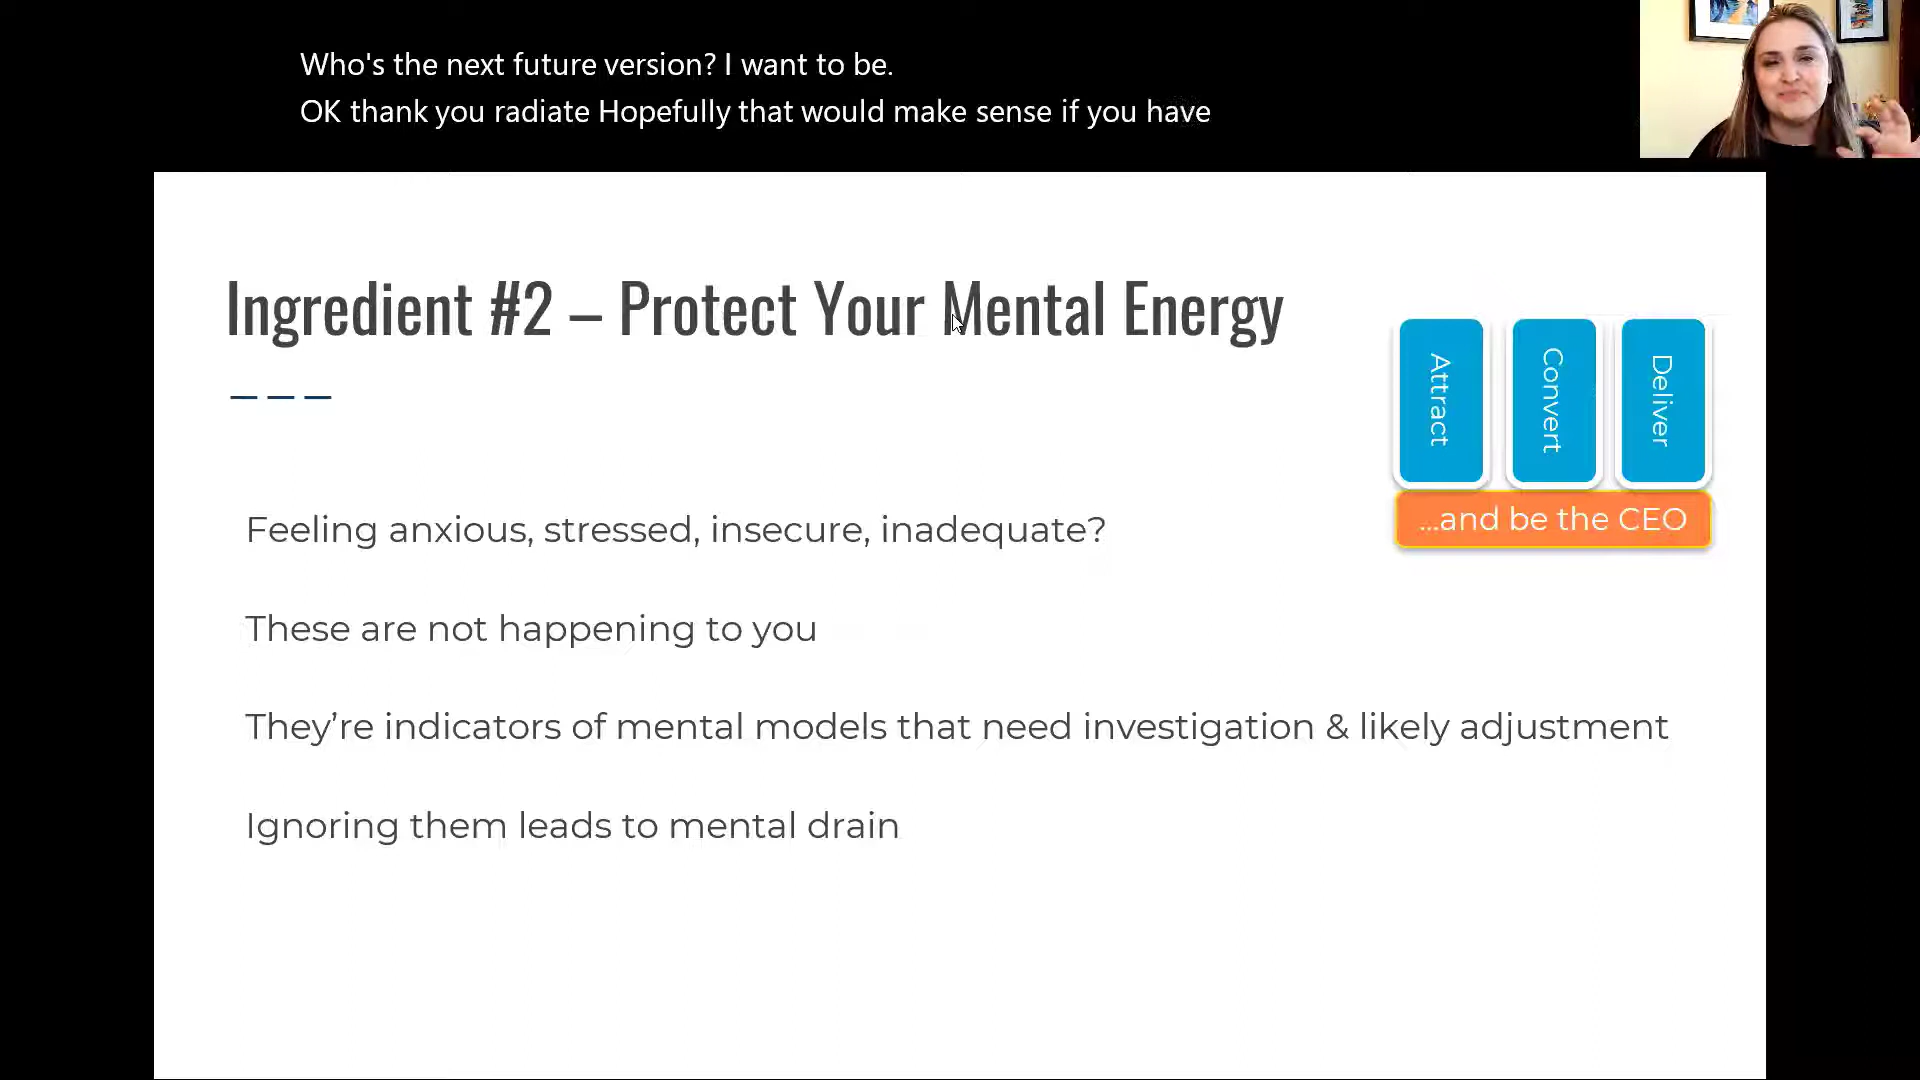 Who's the next future version? I want to be.
OK thank you radiate Hopefully that would make sense if you have
Ingredient #2 – Protect Your Mental Energy
Attract
Convert
Deliver
...and be the CEO
Feeling anxious, stressed, insecure, inadequate?
These are not happening to you
They’re indicators of mental models that need investigation & likely adjustment
Ignoring them leads to mental drain